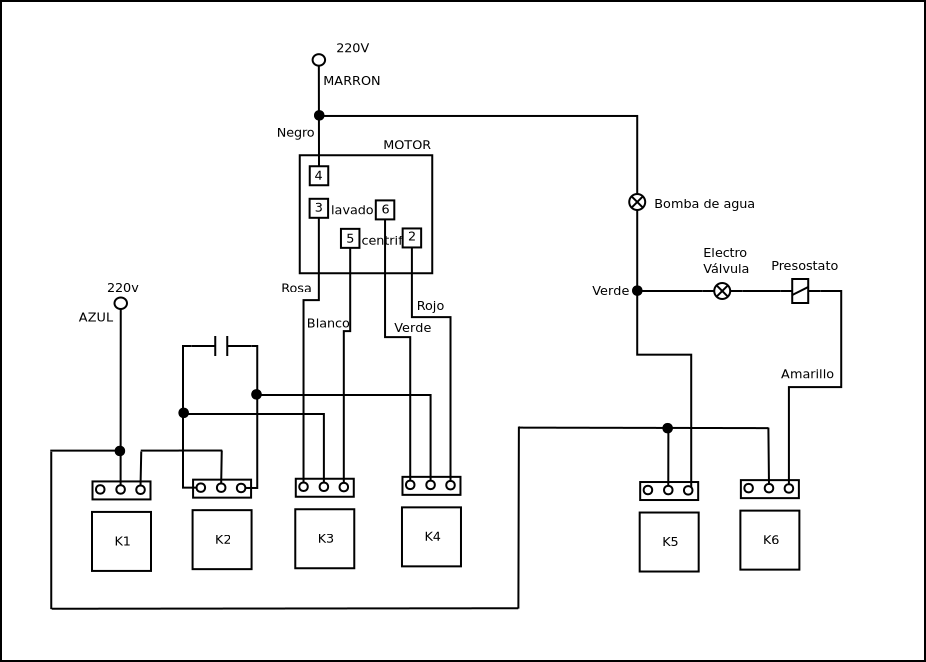 220V
MARRON
Negro
MOTOR
4
3
lavado
6
5
centrif
2
Bomba de agua
Electro
Válvula
Presostato
Verde
220v
AZUL
Rosa
Blanco
Rojo
Verde
Amarillo
K1
K2
K3
K4
K5
K6